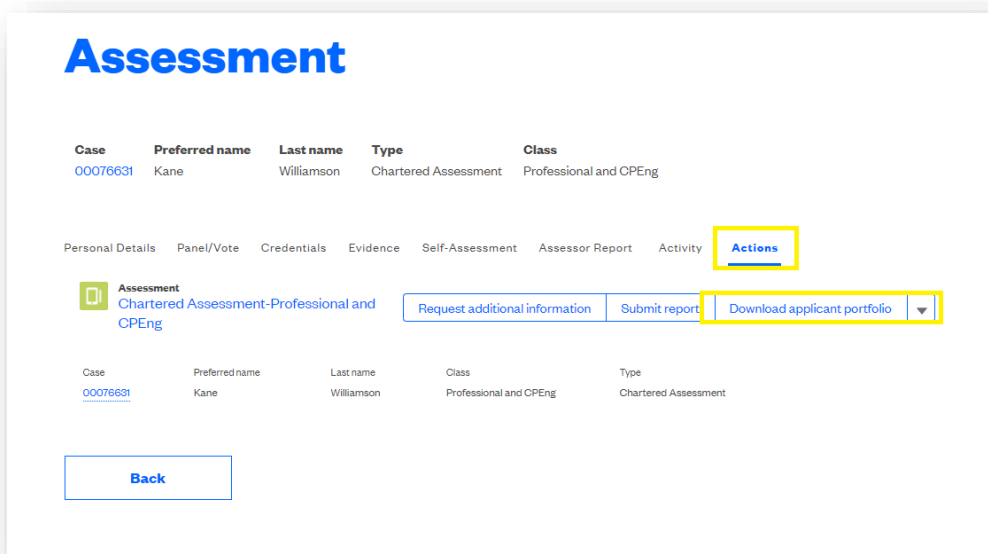 Assessment
Case Preferred name Last name Type Class
00076631 Kane Williamson Chartered Assessment Professional and CPEng
Personal Details Panel/Vote Credentials Evidence Self-Assessment Assessor Report Activity Actions
Assessment
Chartered Assessment-Professional and
CPEng
Request additional information Submit report Download applicant portfolio
Case Preferred name Last name Class Type
00076631 Kane Williamson Professional and CPEng Chartered Assessment
Back